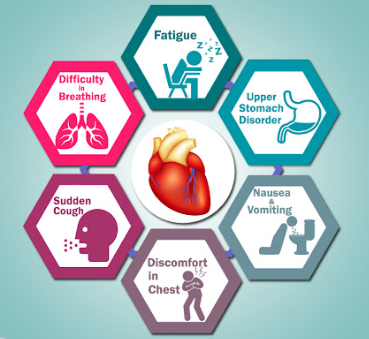 Fatigue
z z z z z
Upper
Stomach
Disorder
Nausea
&
Vomiting
Discomfort
in
Chest
Sudden
Cough
Difficulty
in
Breathing